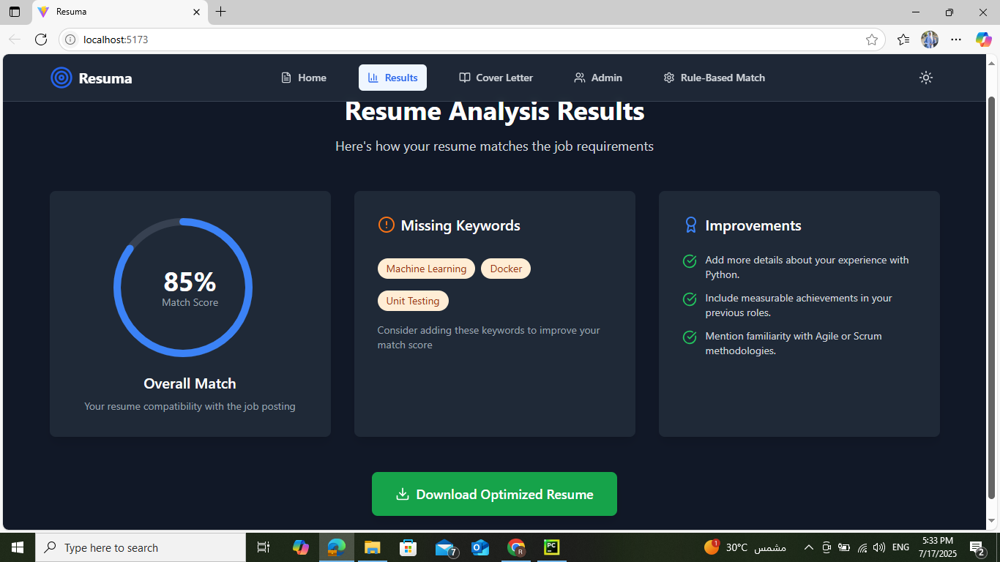 Resuma
localhost:5173
Resuma
Home
Results
Cover Letter
Admin
Rule-Based Match
Resume Analysis Results
Here's how your resume matches the job requirements
85%
Match Score
Overall Match
Your resume compatibility with the job posting
Missing Keywords
Machine Learning
Docker
Unit Testing
Consider adding these keywords to improve your
match score
Improvements
Add more details about your experience with
Python.
Include measurable achievements in your
previous roles.
Mention familiarity with Agile or Scrum
methodologies.
Download Optimized Resume
Type here to search
7
R
PC
1
30°C مشمس
ENG
5:33 PM
7/17/2025
2